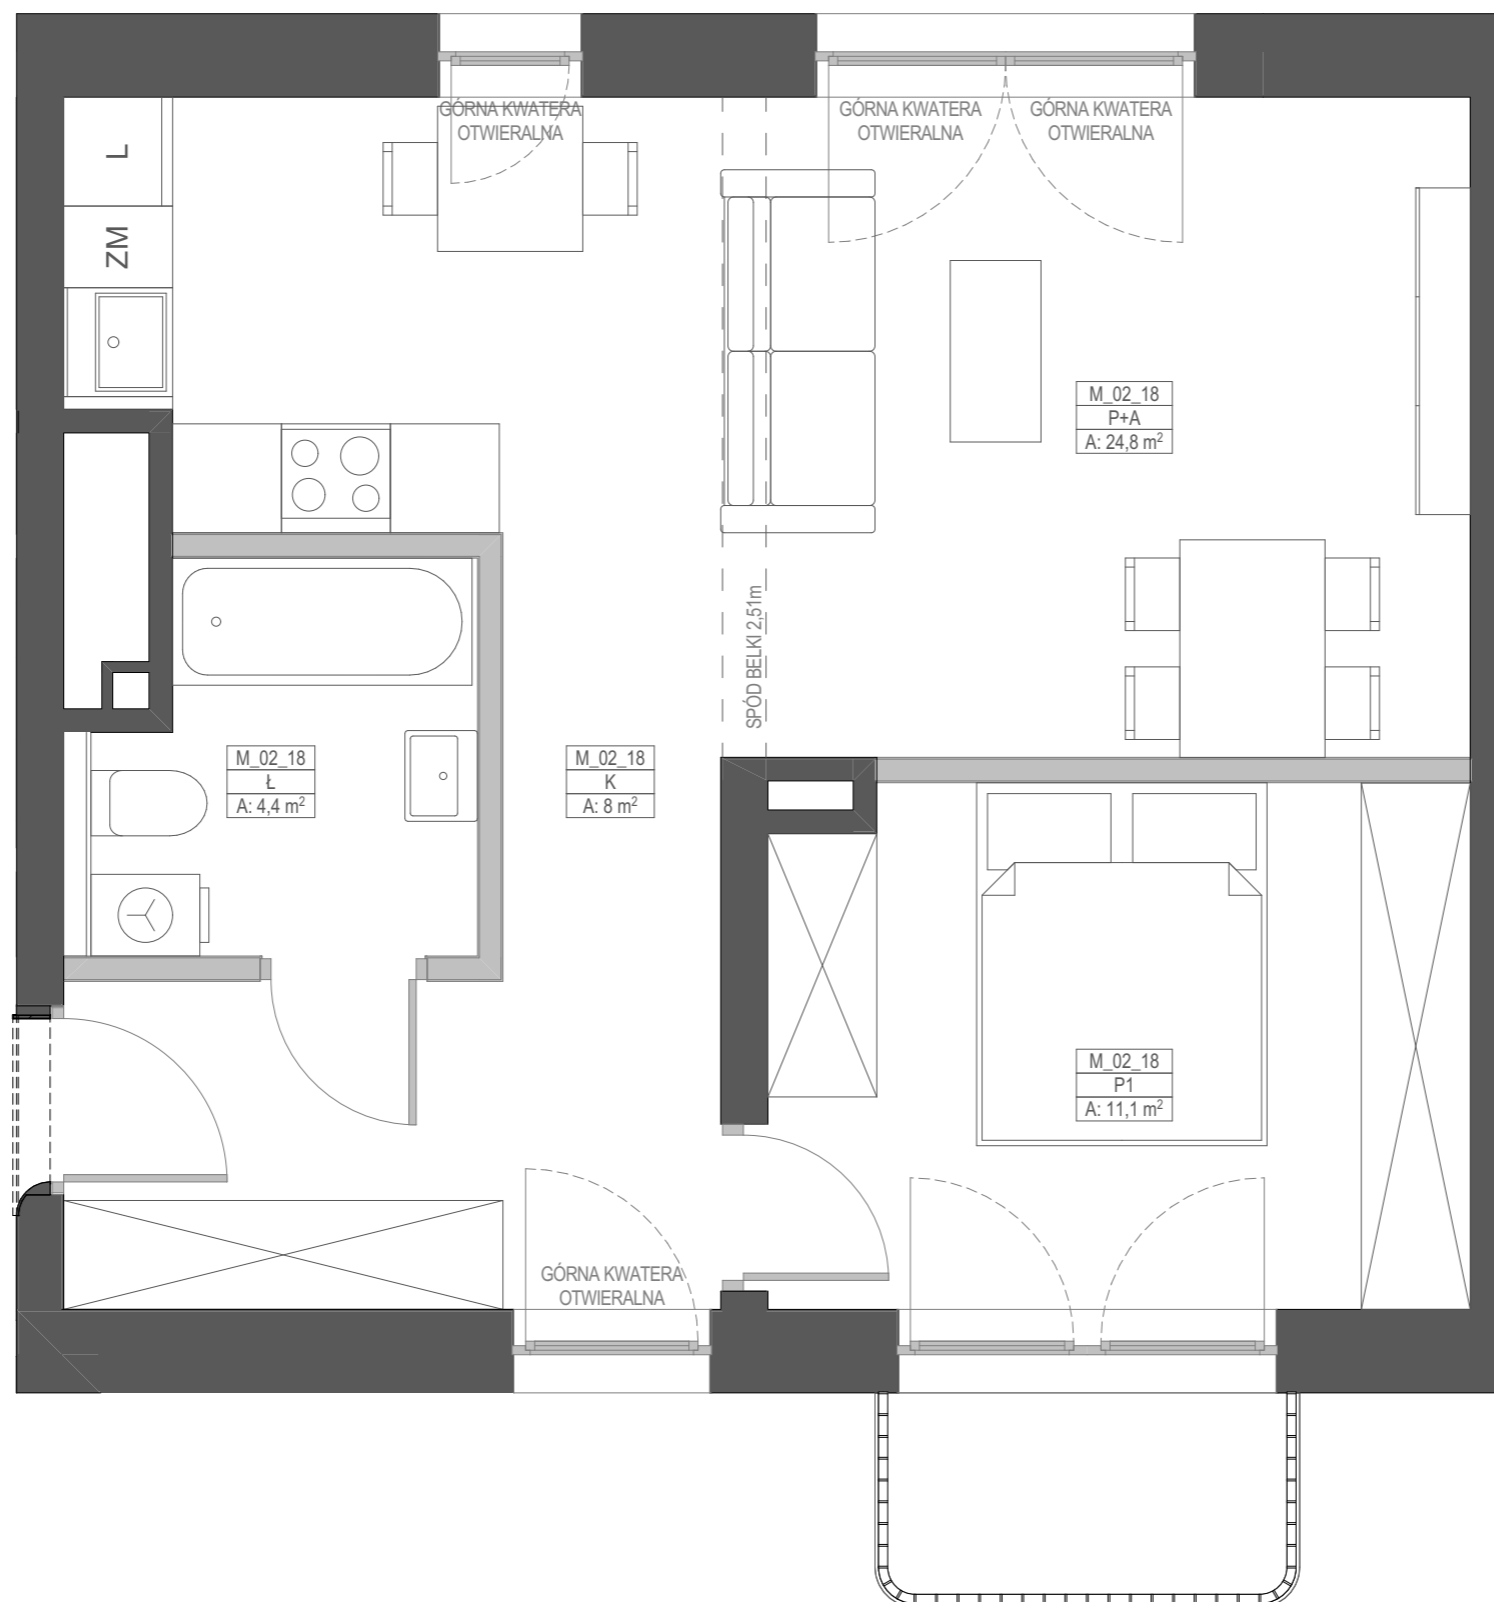 GÓRNA KWATERA
OTWIERALNA
GÓRNA KWATERA
OTWIERALNA
GÓRNA KWATERA
OTWIERALNA
L
ZM
M_02_18
P+A
A: 24,8 m²
SPÓD BELKI 2,51m
M_02_18
Ł
A: 4,4 m²
M_02_18
K
A: 8 m²
M_02_18
P1
A: 11,1 m²
GÓRNA KWATERA
OTWIERALNA